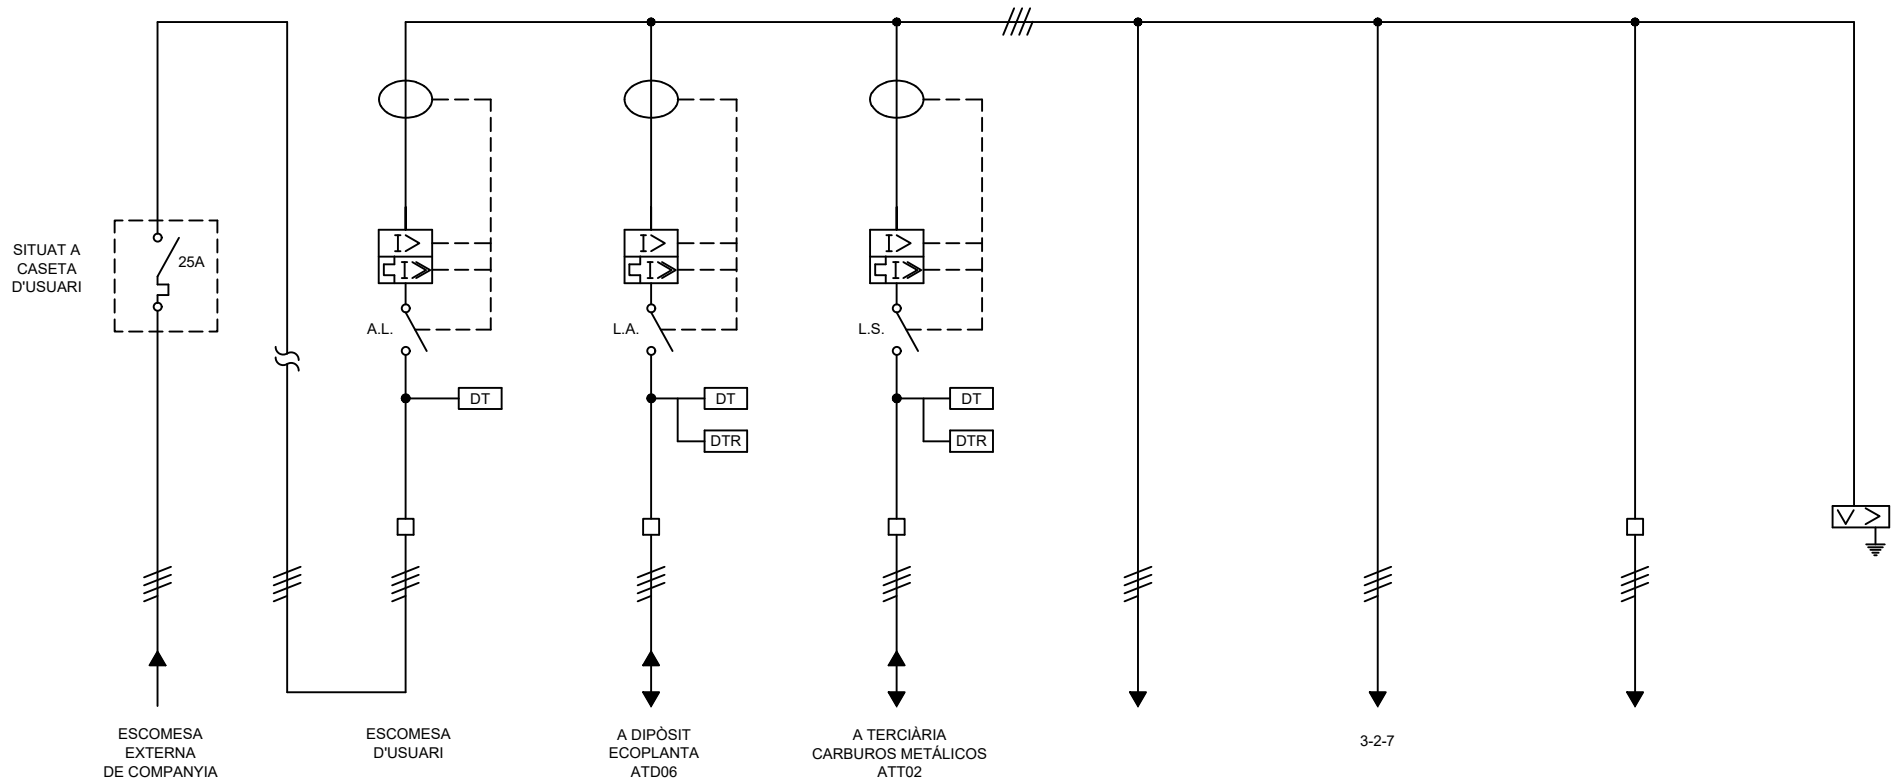 SITUAT A
CASETA
D'USUARI
25A
A.L.
L.A.
L.S.
I>
I>
I>
I>>
I>>
I>>
DT
DT
DT
DTR
DTR
V >
ESCOMESA
EXTERNA
DE COMPANYIA
ESCOMESA
D'USUARI
A DIPÒSIT
ECOPLANTA
ATD06
A TERCIÀRIA
CARBUROS METÁLICOS
ATT02
3-2-7